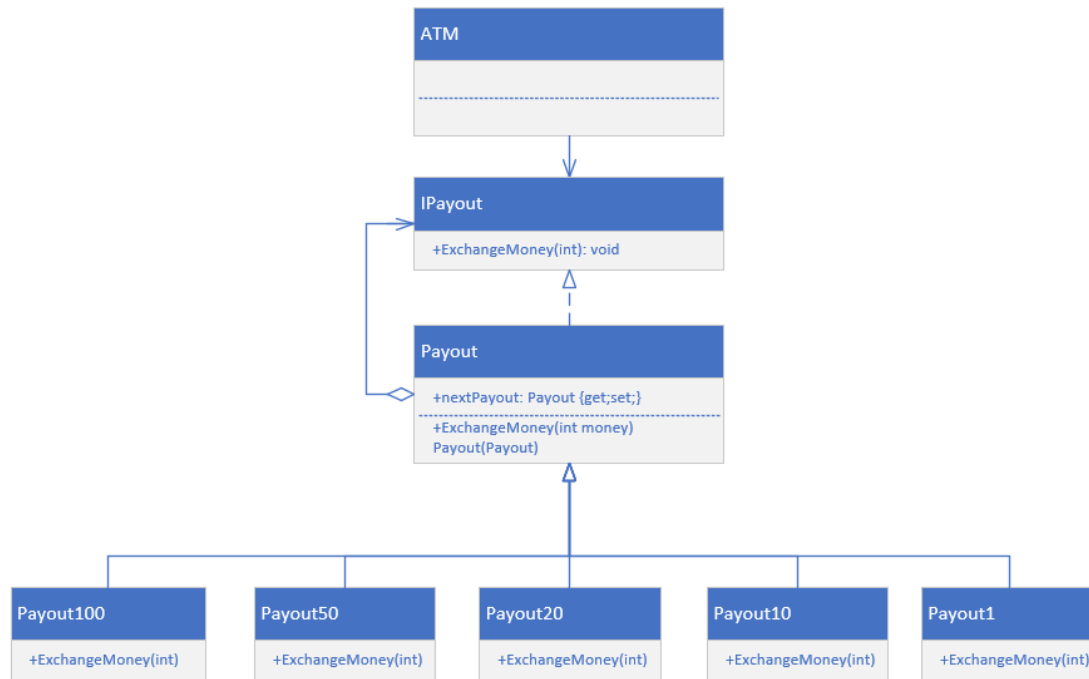 ATM
IPayout
+ExchangeMoney(int): void
Payout
+nextPayout: Payout {get;set;}
+ExchangeMoney(int money)
Payout(Payout)
Payout100
Payout50
Payout20
Payout10
Payout1
+ExchangeMoney(int)
+ExchangeMoney(int)
+ExchangeMoney(int)
+ExchangeMoney(int)
+ExchangeMoney(int)